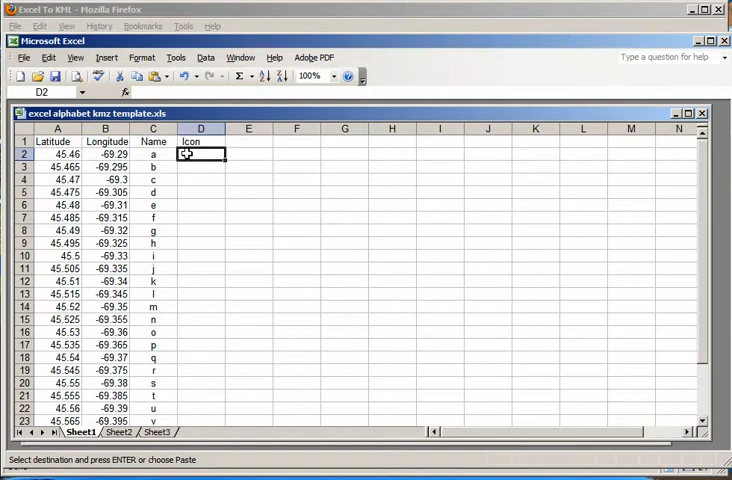 Excel To KML - Mozilla Firefox
File Edit View History Bookmarks Tools Help
Microsoft Excel
File Edit View Insert Format Tools Data Window Help Adobe PDF Type a question for help
Σ 100%
D2 fx
excel alphabet kmz template.xls
A B C D E F G H I J K L M N
1 Latitude Longitude Name Icon
2 45.46 -69.29 a
3 45.465 -69.295 b
4 45.47 -69.3 c
5 45.475 -69.305 d
6 45.48 -69.31 e
7 45.485 -69.315 f
8 45.49 -69.32 g
9 45.495 -69.325 h
10 45.5 -69.33 i
11 45.505 -69.335 j
12 45.51 -69.34 k
13 45.515 -69.345 l
14 45.52 -69.35 m
15 45.525 -69.355 n
16 45.53 -69.36 o
17 45.535 -69.365 p
18 45.54 -69.37 q
19 45.545 -69.375 r
20 45.55 -69.38 s
21 45.555 -69.385 t
22 45.56 -69.39 u
23 45.565 -69.395 v
Sheet1 Sheet2 Sheet3
Select destination and press ENTER or choose Paste